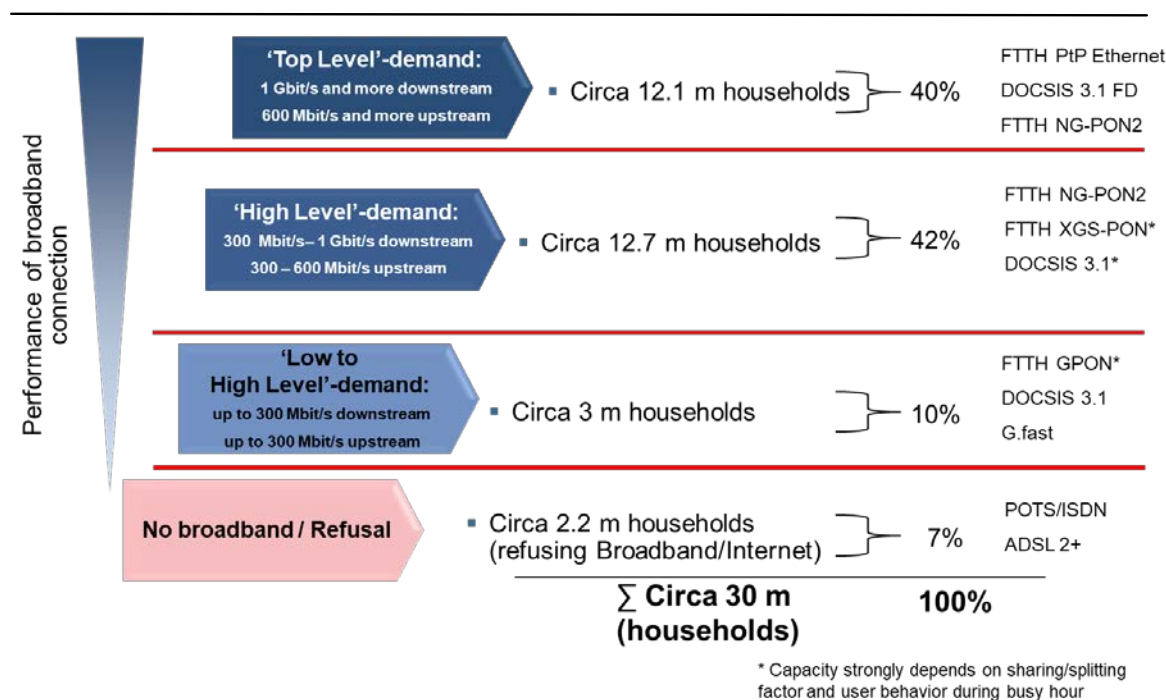 Performance of broadband
connection
‘Top Level’-demand:
1 Gbit/s and more downstream
600 Mbit/s and more upstream
▪ Circa 12.1 m households
40%
FTTH PtP Ethernet
DOCSIS 3.1 FD
FTTH NG-PON2
‘High Level’-demand:
300 Mbit/s– 1 Gbit/s downstream
300 – 600 Mbit/s upstream
▪ Circa 12.7 m households
42%
FTTH NG-PON2
FTTH XGS-PON*
DOCSIS 3.1*
‘Low to
High Level’-demand:
up to 300 Mbit/s downstream
up to 300 Mbit/s upstream
▪ Circa 3 m households
10%
FTTH GPON*
DOCSIS 3.1
G.fast
No broadband / Refusal
▪ Circa 2.2 m households
(refusing Broadband/Internet)
7%
POTS/ISDN
ADSL 2+
∑ Circa 30 m
(households)
100%
* Capacity strongly depends on sharing/splitting
factor and user behavior during busy hour